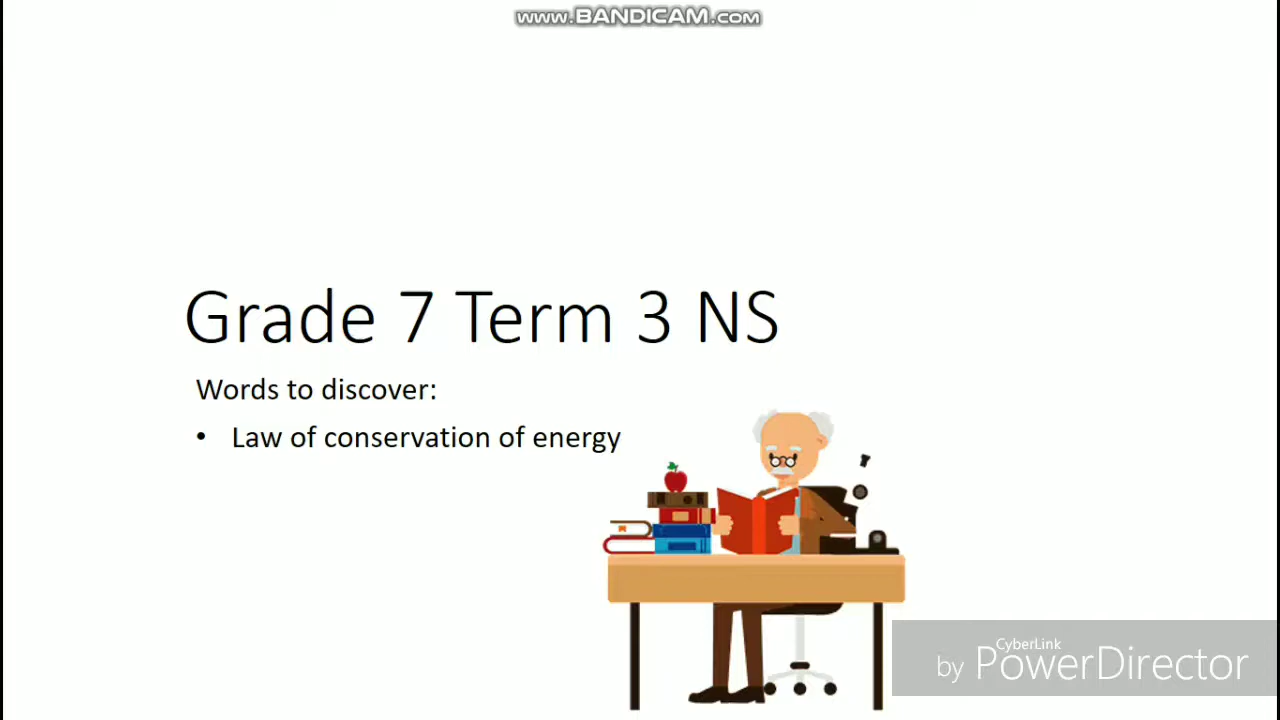 www.BANDICAM.com
Grade 7 Term 3 NS
Words to discover:
• Law of conservation of energy
CyberLink
by PowerDirector